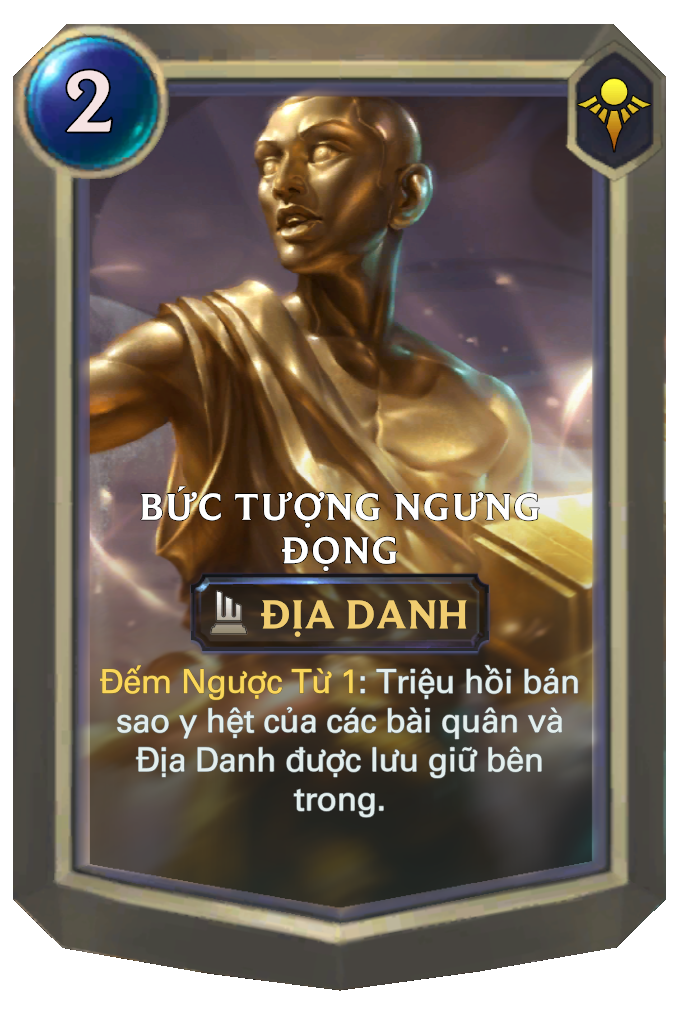 2
BỨC TƯỢNG NGƯNG
ĐỌNG
ĐỊA DANH
Đếm Ngược Từ 1: Triệu hồi bản
sao y hệt của các bài quân và
Địa Danh được lưu giữ bên
trong.